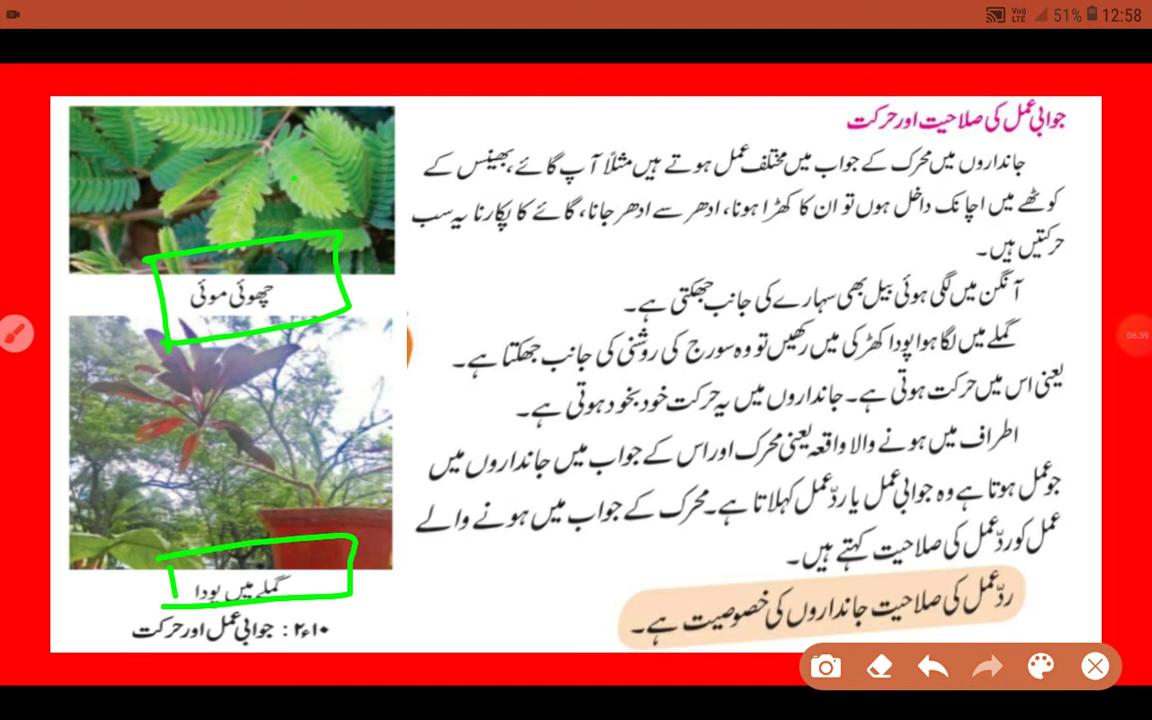 Vo)) LTE 51% 12:58
جوابی عمل کی صلاحیت اور حرکت
جانداروں میں محرک کے جواب میں مختلف عمل ہوتے ہیں مثلاً آپ گائے، بھینس کے
کوٹھے میں اچانک داخل ہوں تو ان کا کھڑا ہونا، ادھر سے ادھر جانا، گائے کا پکارنا یہ سب
حرکتیں ہیں۔
آنگن میں لگی ہوئی بیل بھی سہارے کی جانب جھکتی ہے۔
گملے میں لگا ہوا پودا کھڑکی میں رکھیں تو وہ سورج کی روشنی کی جانب جھکتا ہے۔
یعنی اس میں حرکت ہوتی ہے۔ جانداروں میں یہ حرکت خود بخود ہوتی ہے۔
اطراف میں ہونے والا واقعہ یعنی محرک اور اس کے جواب میں جانداروں میں
جو عمل ہوتا ہے وہ جوابی عمل یا ردِّ عمل کہلاتا ہے۔ محرک کے جواب میں ہونے والے
عمل کو ردِّ عمل کی صلاحیت کہتے ہیں۔
ردِّ عمل کی صلاحیت جانداروں کی خصوصیت ہے۔
چھوئی موئی
گملے میں پودا
۲ء۱۰ : جوابی عمل اور حرکت
06:39